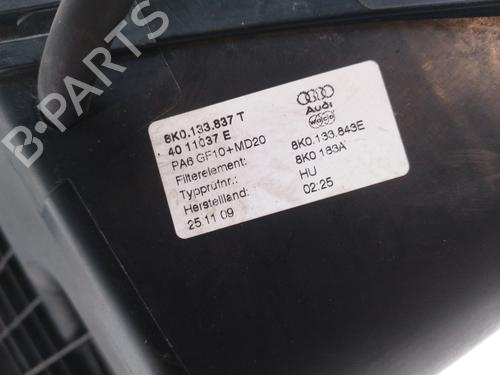 8K0.133.837 T
40 11037 E
PA6 GF10+MD20
Filterelement: 8K0.133.843E
Typprüfnr.: 8K0 183A
Herstelland: HU
25.11.09 02:25
Audi
B-PARTS